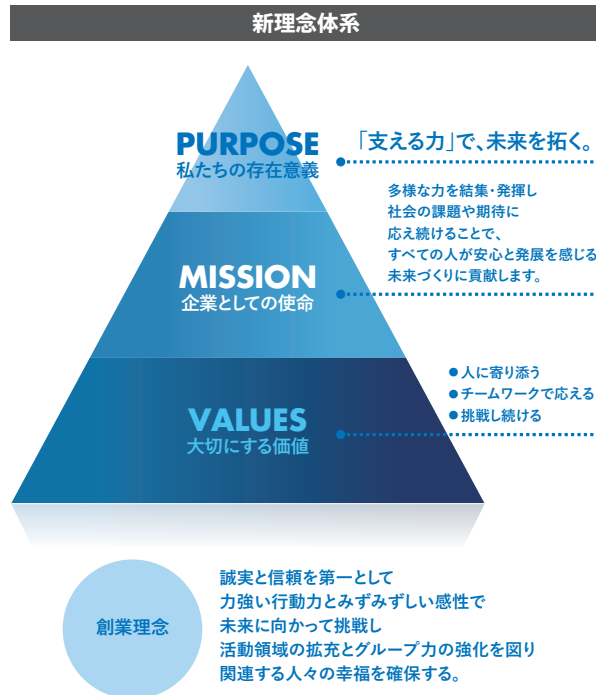 新理念体系
PURPOSE
私たちの存在意義
「支える力」で、未来を拓く。
多様な力を結集・発揮し
社会の課題や期待に
応え続けることで、
すべての人が安心と発展を感じる
未来づくりに貢献します。
MISSION
企業としての使命
●人に寄り添う
●チームワークで応える
●挑戦し続ける
VALUES
大切にする価値
創業理念
誠実と信頼を第一として
力強い行動力とみずみずしい感性で
未来に向かって挑戦し
活動領域の拡充とグループ力の強化を図り
関連する人々の幸福を確保する。